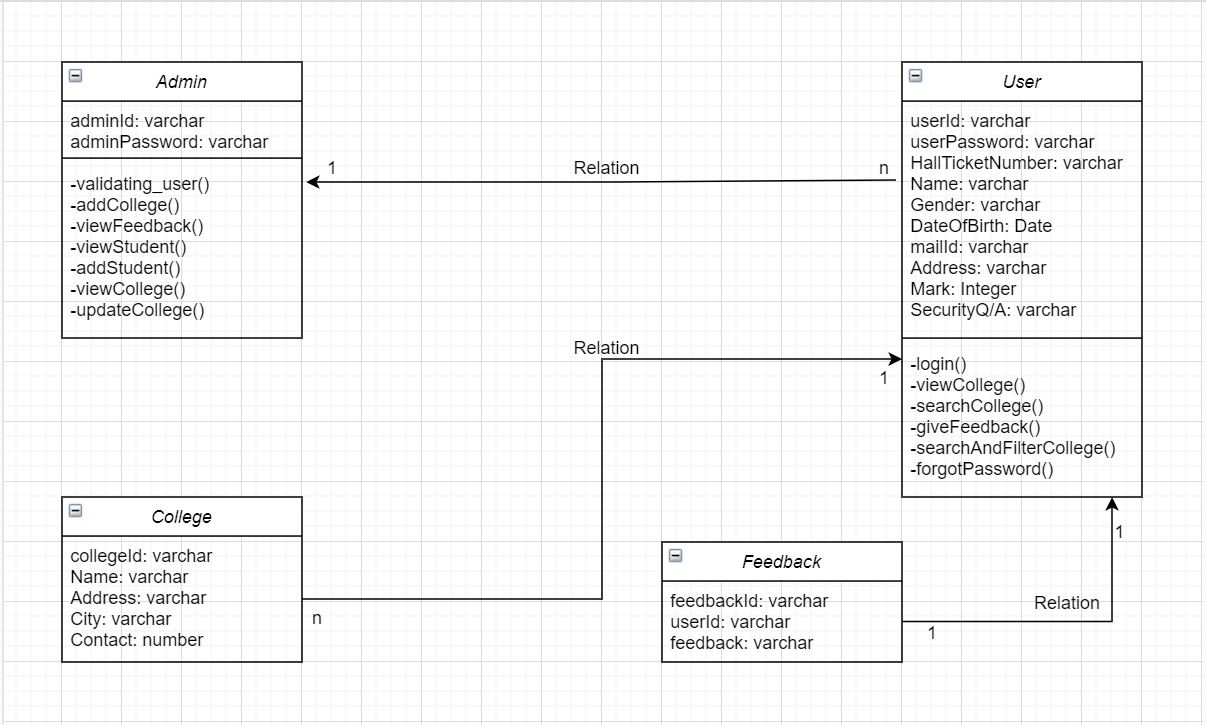 Admin
adminId: varchar
adminPassword: varchar
-validating_user()
-addCollege()
-viewFeedback()
-viewStudent()
-addStudent()
-viewCollege()
-updateCollege()
1
Relation
n
User
userId: varchar
userPassword: varchar
HallTicketNumber: varchar
Name: varchar
Gender: varchar
DateOfBirth: Date
mailId: varchar
Address: varchar
Mark: Integer
SecurityQ/A: varchar
-login()
-viewCollege()
-searchCollege()
-giveFeedback()
-searchAndFilterCollege()
-forgotPassword()
Relation
1
College
collegeId: varchar
Name: varchar
Address: varchar
City: varchar
Contact: number
n
Feedback
feedbackId: varchar
userId: varchar
feedback: varchar
1
Relation
1